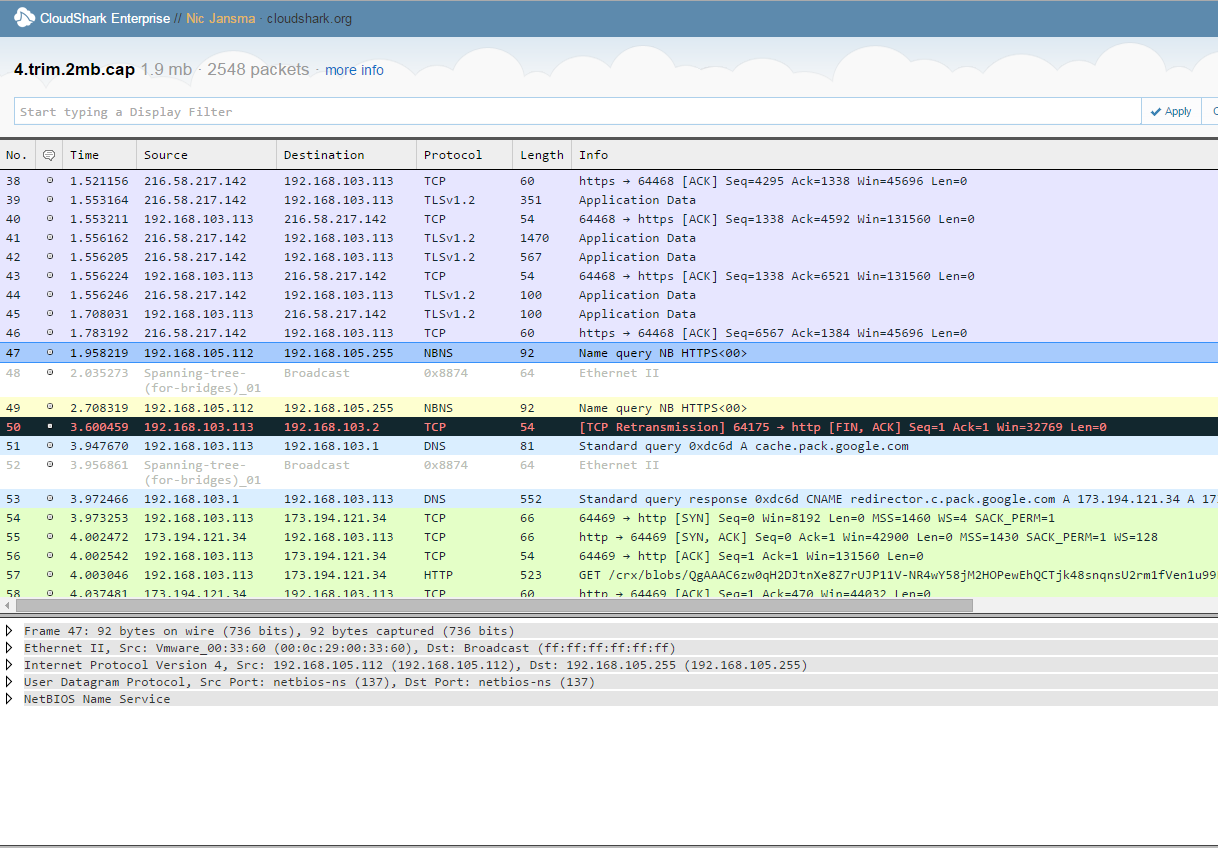 CloudShark Enterprise // Nic Jansma · cloudshark.org
4.trim.2mb.cap 1.9 mb · 2548 packets · more info
Start typing a Display Filter Apply
No. Time Source Destination Protocol Length Info
38 1.521156 216.58.217.142 192.168.103.113 TCP 60 https → 64468 [ACK] Seq=4295 Ack=1338 Win=45696 Len=0
39 1.553164 216.58.217.142 192.168.103.113 TLSv1.2 351 Application Data
40 1.553211 192.168.103.113 216.58.217.142 TCP 54 64468 → https [ACK] Seq=1338 Ack=4592 Win=131560 Len=0
41 1.556162 216.58.217.142 192.168.103.113 TLSv1.2 1470 Application Data
42 1.556205 216.58.217.142 192.168.103.113 TLSv1.2 567 Application Data
43 1.556224 192.168.103.113 216.58.217.142 TCP 54 64468 → https [ACK] Seq=1338 Ack=6521 Win=131560 Len=0
44 1.556246 216.58.217.142 192.168.103.113 TLSv1.2 100 Application Data
45 1.708031 192.168.103.113 216.58.217.142 TLSv1.2 100 Application Data
46 1.783192 216.58.217.142 192.168.103.113 TCP 60 https → 64468 [ACK] Seq=6567 Ack=1384 Win=45696 Len=0
47 1.958219 192.168.105.112 192.168.105.255 NBNS 92 Name query NB HTTPS<00>
48 2.035273 Spanning-tree- Broadcast 0x8874 64 Ethernet II
(for-bridges)_01
49 2.708319 192.168.105.112 192.168.105.255 NBNS 92 Name query NB HTTPS<00>
50 3.600459 192.168.103.113 192.168.103.2 TCP 54 [TCP Retransmission] 64175 → http [FIN, ACK] Seq=1 Ack=1 Win=32769 Len=0
51 3.947670 192.168.103.113 192.168.103.1 DNS 81 Standard query 0xdc6d A cache.pack.google.com
52 3.956861 Spanning-tree- Broadcast 0x8874 64 Ethernet II
(for-bridges)_01
53 3.972466 192.168.103.1 192.168.103.113 DNS 552 Standard query response 0xdc6d CNAME redirector.c.pack.google.com A 173.194.121.34 A 17
54 3.973253 192.168.103.113 173.194.121.34 TCP 66 64469 → http [SYN] Seq=0 Win=8192 Len=0 MSS=1460 WS=4 SACK_PERM=1
55 4.002472 173.194.121.34 192.168.103.113 TCP 66 http → 64469 [SYN, ACK] Seq=0 Ack=1 Win=42900 Len=0 MSS=1430 SACK_PERM=1 WS=128
56 4.002542 192.168.103.113 173.194.121.34 TCP 54 64469 → http [ACK] Seq=1 Ack=1 Win=131560 Len=0
57 4.003046 192.168.103.113 173.194.121.34 HTTP 523 GET /crx/blobs/QgAAAC6zw0qH2DJtnXe8Z7rUJP11V-NR4wY58jM2HOPewEhQCTjk48snqnsU2rm1fVen1u99
58 4.037481 173.194.121.34 192.168.103.113 TCP 60 http → 64469 [ACK] Seq=1 Ack=470 Win=44032 Len=0
Frame 47: 92 bytes on wire (736 bits), 92 bytes captured (736 bits)
Ethernet II, Src: Vmware_00:33:60 (00:0c:29:00:33:60), Dst: Broadcast (ff:ff:ff:ff:ff:ff)
Internet Protocol Version 4, Src: 192.168.105.112 (192.168.105.112), Dst: 192.168.105.255 (192.168.105.255)
User Datagram Protocol, Src Port: netbios-ns (137), Dst Port: netbios-ns (137)
NetBIOS Name Service